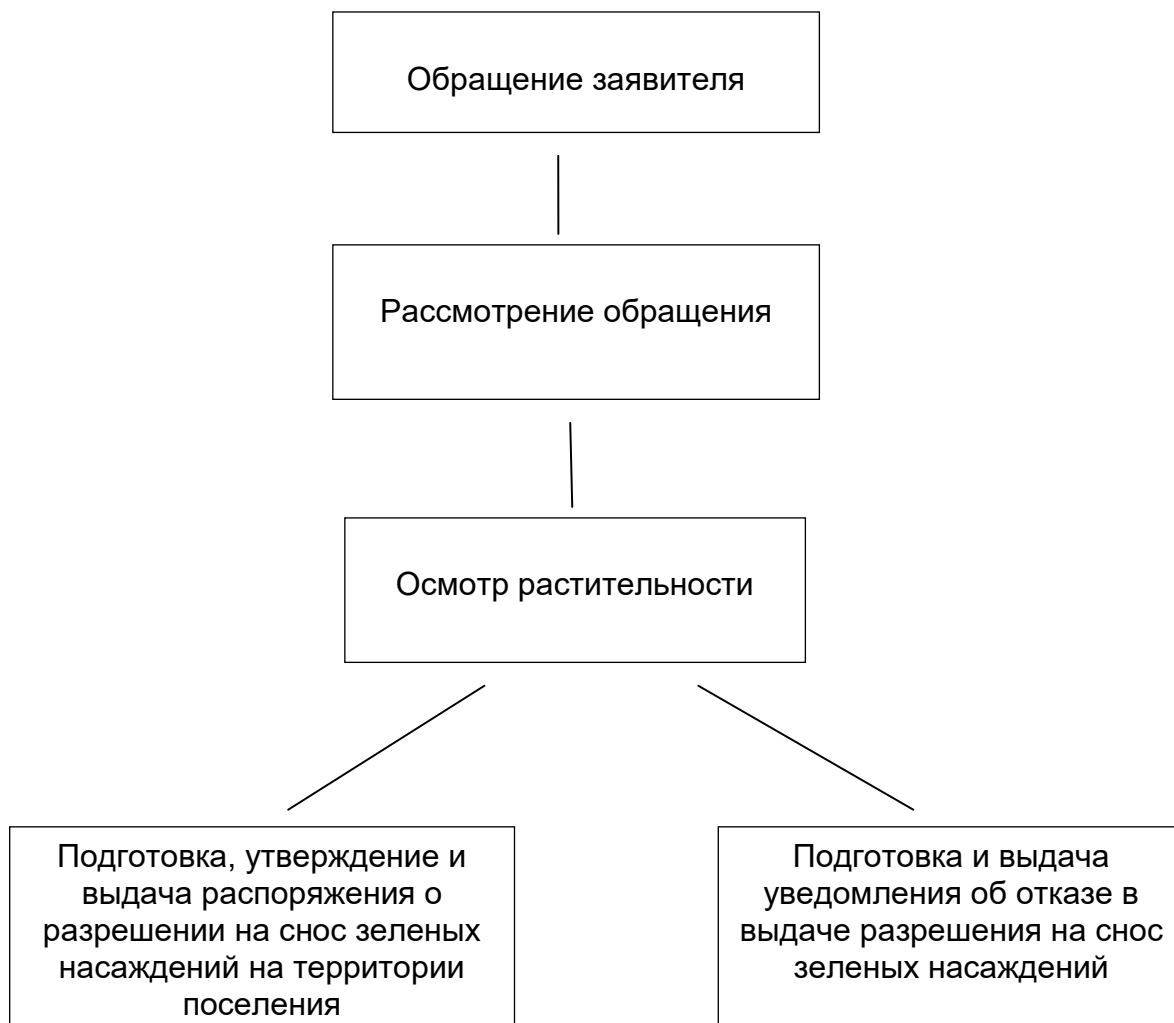 Обращение заявителя
Рассмотрение обращения
Осмотр растительности
Подготовка, утверждение и
выдача распоряжения о
разрешении на снос зеленых
насаждений на территории
поселения
Подготовка и выдача
уведомления об отказе в
выдаче разрешения на снос
зеленых насаждений